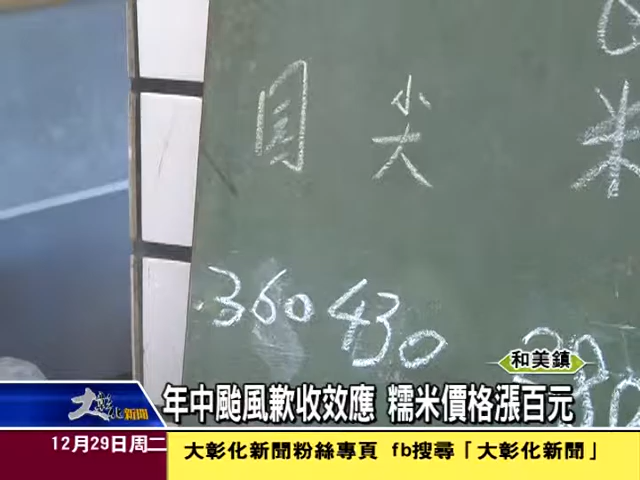 圓 尖 米
360 430
和美鎮
大彰化新聞 年中颱風歉收效應 糯米價格漲百元
12月29日周二 大彰化新聞粉絲專頁 fb搜尋「大彰化新聞」